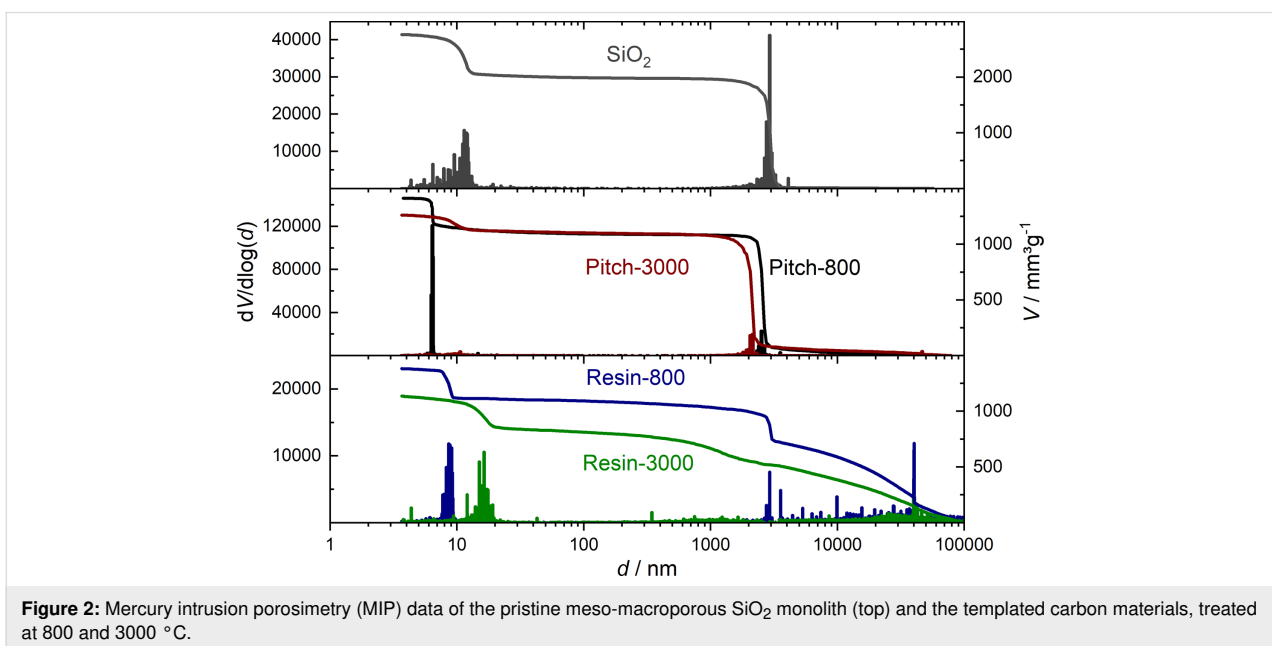 40000
30000
20000
10000
SiO₂
2000
1000
120000
80000
40000
Pitch-3000
Pitch-800
1000
500
dV/dlog(d)
V / mm³g⁻¹
20000
10000
Resin-800
Resin-3000
1000
500
1
10
100
1000
10000
100000
d / nm
Figure 2: Mercury intrusion porosimetry (MIP) data of the pristine meso-macroporous SiO₂ monolith (top) and the templated carbon materials, treated
at 800 and 3000 °C.